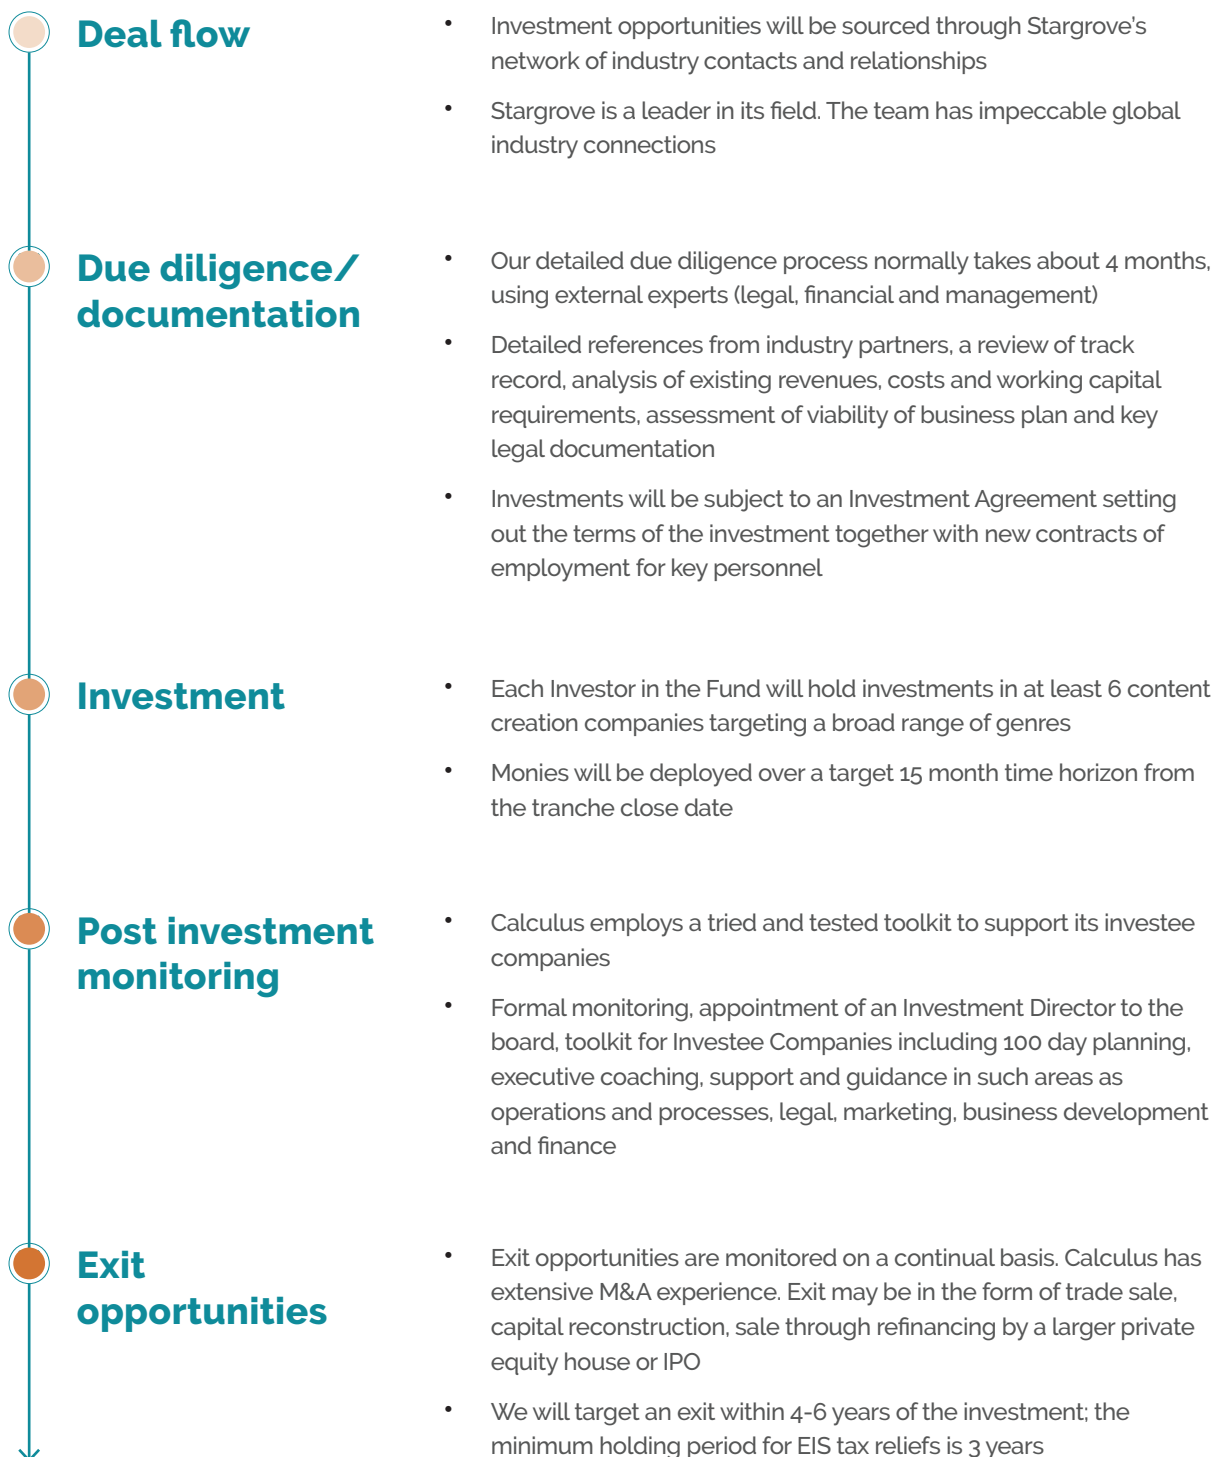 Deal flow
• Investment opportunities will be sourced through Stargrove’s
network of industry contacts and relationships
• Stargrove is a leader in its field. The team has impeccable global
industry connections
Due diligence/
documentation
• Our detailed due diligence process normally takes about 4 months,
using external experts (legal, financial and management)
• Detailed references from industry partners, a review of track
record, analysis of existing revenues, costs and working capital
requirements, assessment of viability of business plan and key
legal documentation
• Investments will be subject to an Investment Agreement setting
out the terms of the investment together with new contracts of
employment for key personnel
Investment
• Each Investor in the Fund will hold investments in at least 6 content
creation companies targeting a broad range of genres
• Monies will be deployed over a target 15 month time horizon from
the tranche close date
Post investment
monitoring
• Calculus employs a tried and tested toolkit to support its investee
companies
• Formal monitoring, appointment of an Investment Director to the
board, toolkit for Investee Companies including 100 day planning,
executive coaching, support and guidance in such areas as
operations and processes, legal, marketing, business development
and finance
Exit
opportunities
• Exit opportunities are monitored on a continual basis. Calculus has
extensive M&A experience. Exit may be in the form of trade sale,
capital reconstruction, sale through refinancing by a larger private
equity house or IPO
• We will target an exit within 4-6 years of the investment; the
minimum holding period for EIS tax reliefs is 3 years